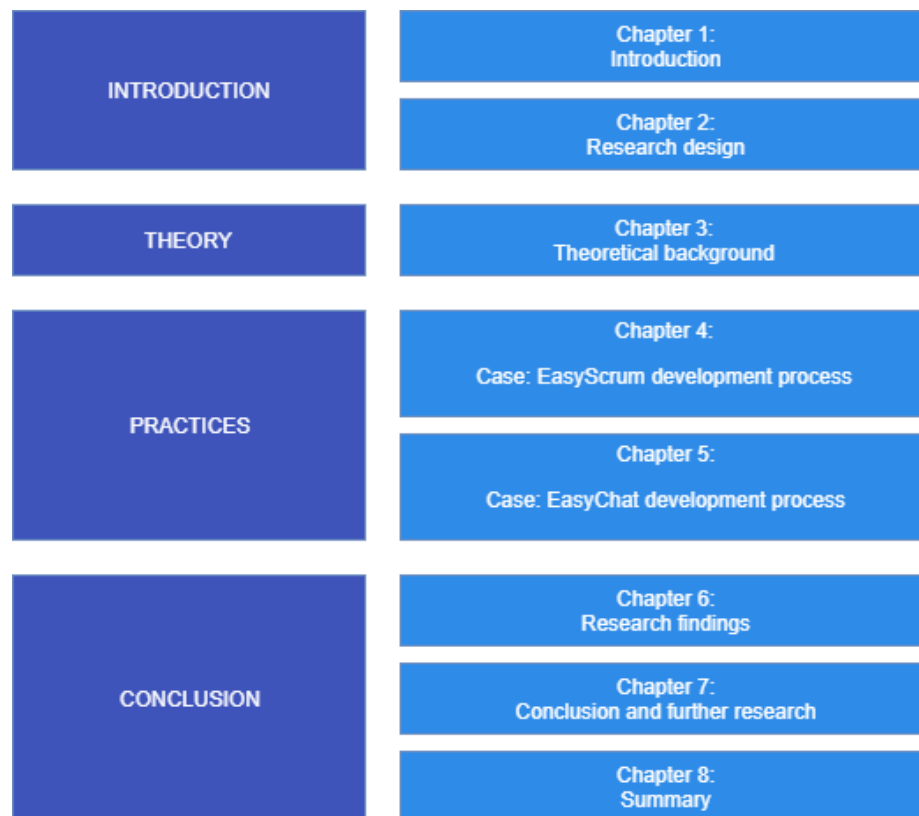 INTRODUCTION
Chapter 1:
Introduction
Chapter 2:
Research design
THEORY
Chapter 3:
Theoretical background
PRACTICES
Chapter 4:
Case: EasyScrum development process
Chapter 5:
Case: EasyChat development process
CONCLUSION
Chapter 6:
Research findings
Chapter 7:
Conclusion and further research
Chapter 8:
Summary